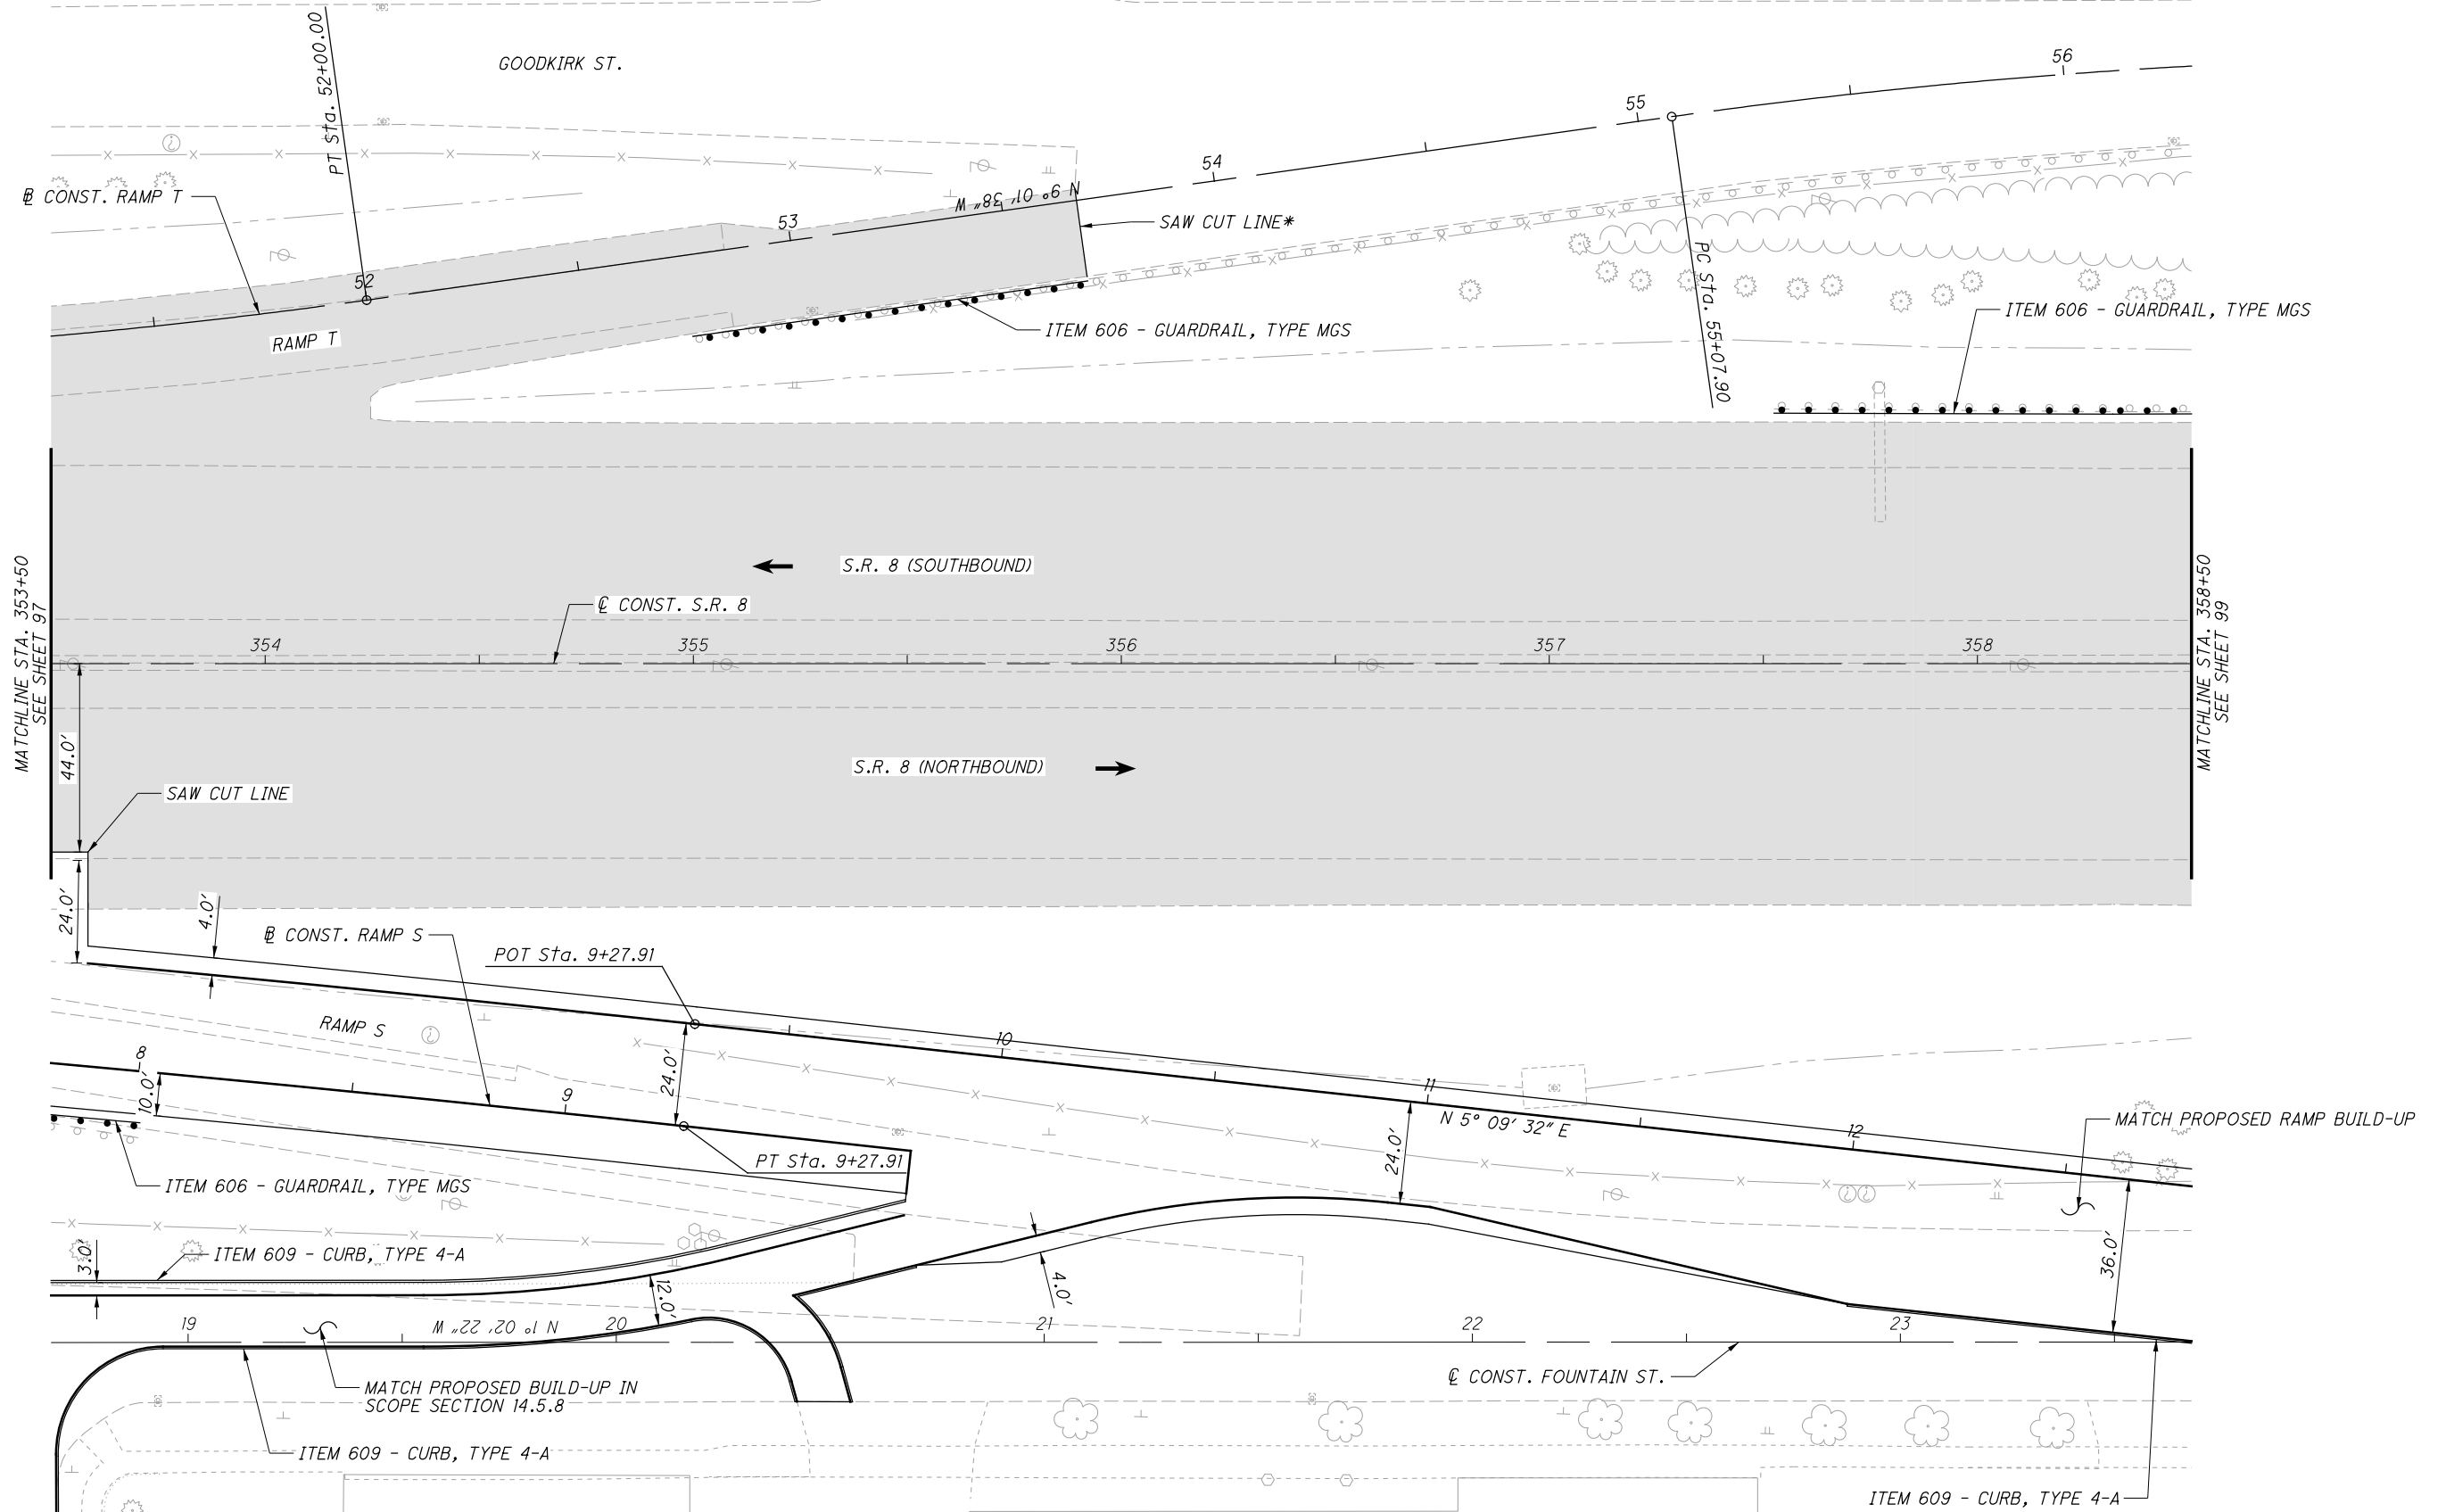 GOODKIRK ST.
PT Sta. 52+00.00
56
55
54
53
52
℄ CONST. RAMP T
N 9° 01' 38" W
SAW CUT LINE*
RAMP T
ITEM 606 - GUARDRAIL, TYPE MGS
PC Sta. 55+07.90
ITEM 606 - GUARDRAIL, TYPE MGS
MATCHLINE STA. 353+50
SEE SHEET 97
S.R. 8 (SOUTHBOUND)
℄ CONST. S.R. 8
354
355
356
357
358
MATCHLINE STA. 358+50
SEE SHEET 99
44.0'
S.R. 8 (NORTHBOUND)
SAW CUT LINE
24.0'
4.0'
℄ CONST. RAMP S
POT Sta. 9+27.91
RAMP S
8
9
10
11
12
10.0'
24.0'
PT Sta. 9+27.91
24.0'
N 5° 09' 32" E
MATCH PROPOSED RAMP BUILD-UP
ITEM 606 - GUARDRAIL, TYPE MGS
3.0'
ITEM 609 - CURB, TYPE 4-A
12.0'
4.0'
36.0'
19
N 1° 02' 22" W
20
21
22
23
MATCH PROPOSED BUILD-UP IN
SCOPE SECTION 14.5.8
℄ CONST. FOUNTAIN ST.
ITEM 609 - CURB, TYPE 4-A
ITEM 609 - CURB, TYPE 4-A